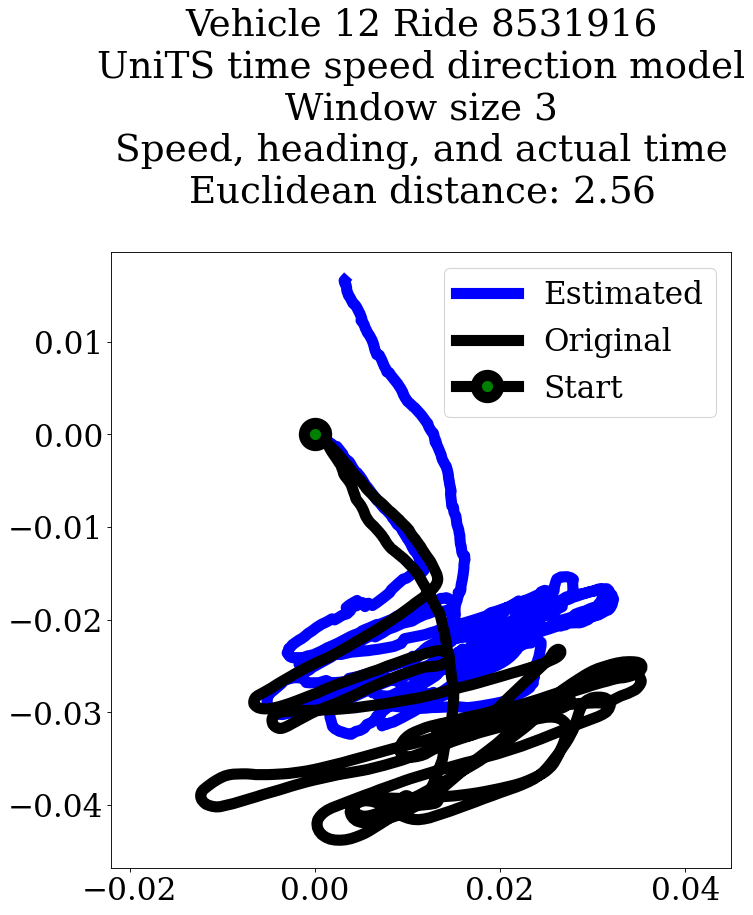 Vehicle 12 Ride 8531916
UniTS time speed direction model
Window size 3
Speed, heading, and actual time
Euclidean distance: 2.56
Estimated
Original
Start
0.01
0.00
−0.01
−0.02
−0.03
−0.04
−0.02
0.00
0.02
0.04